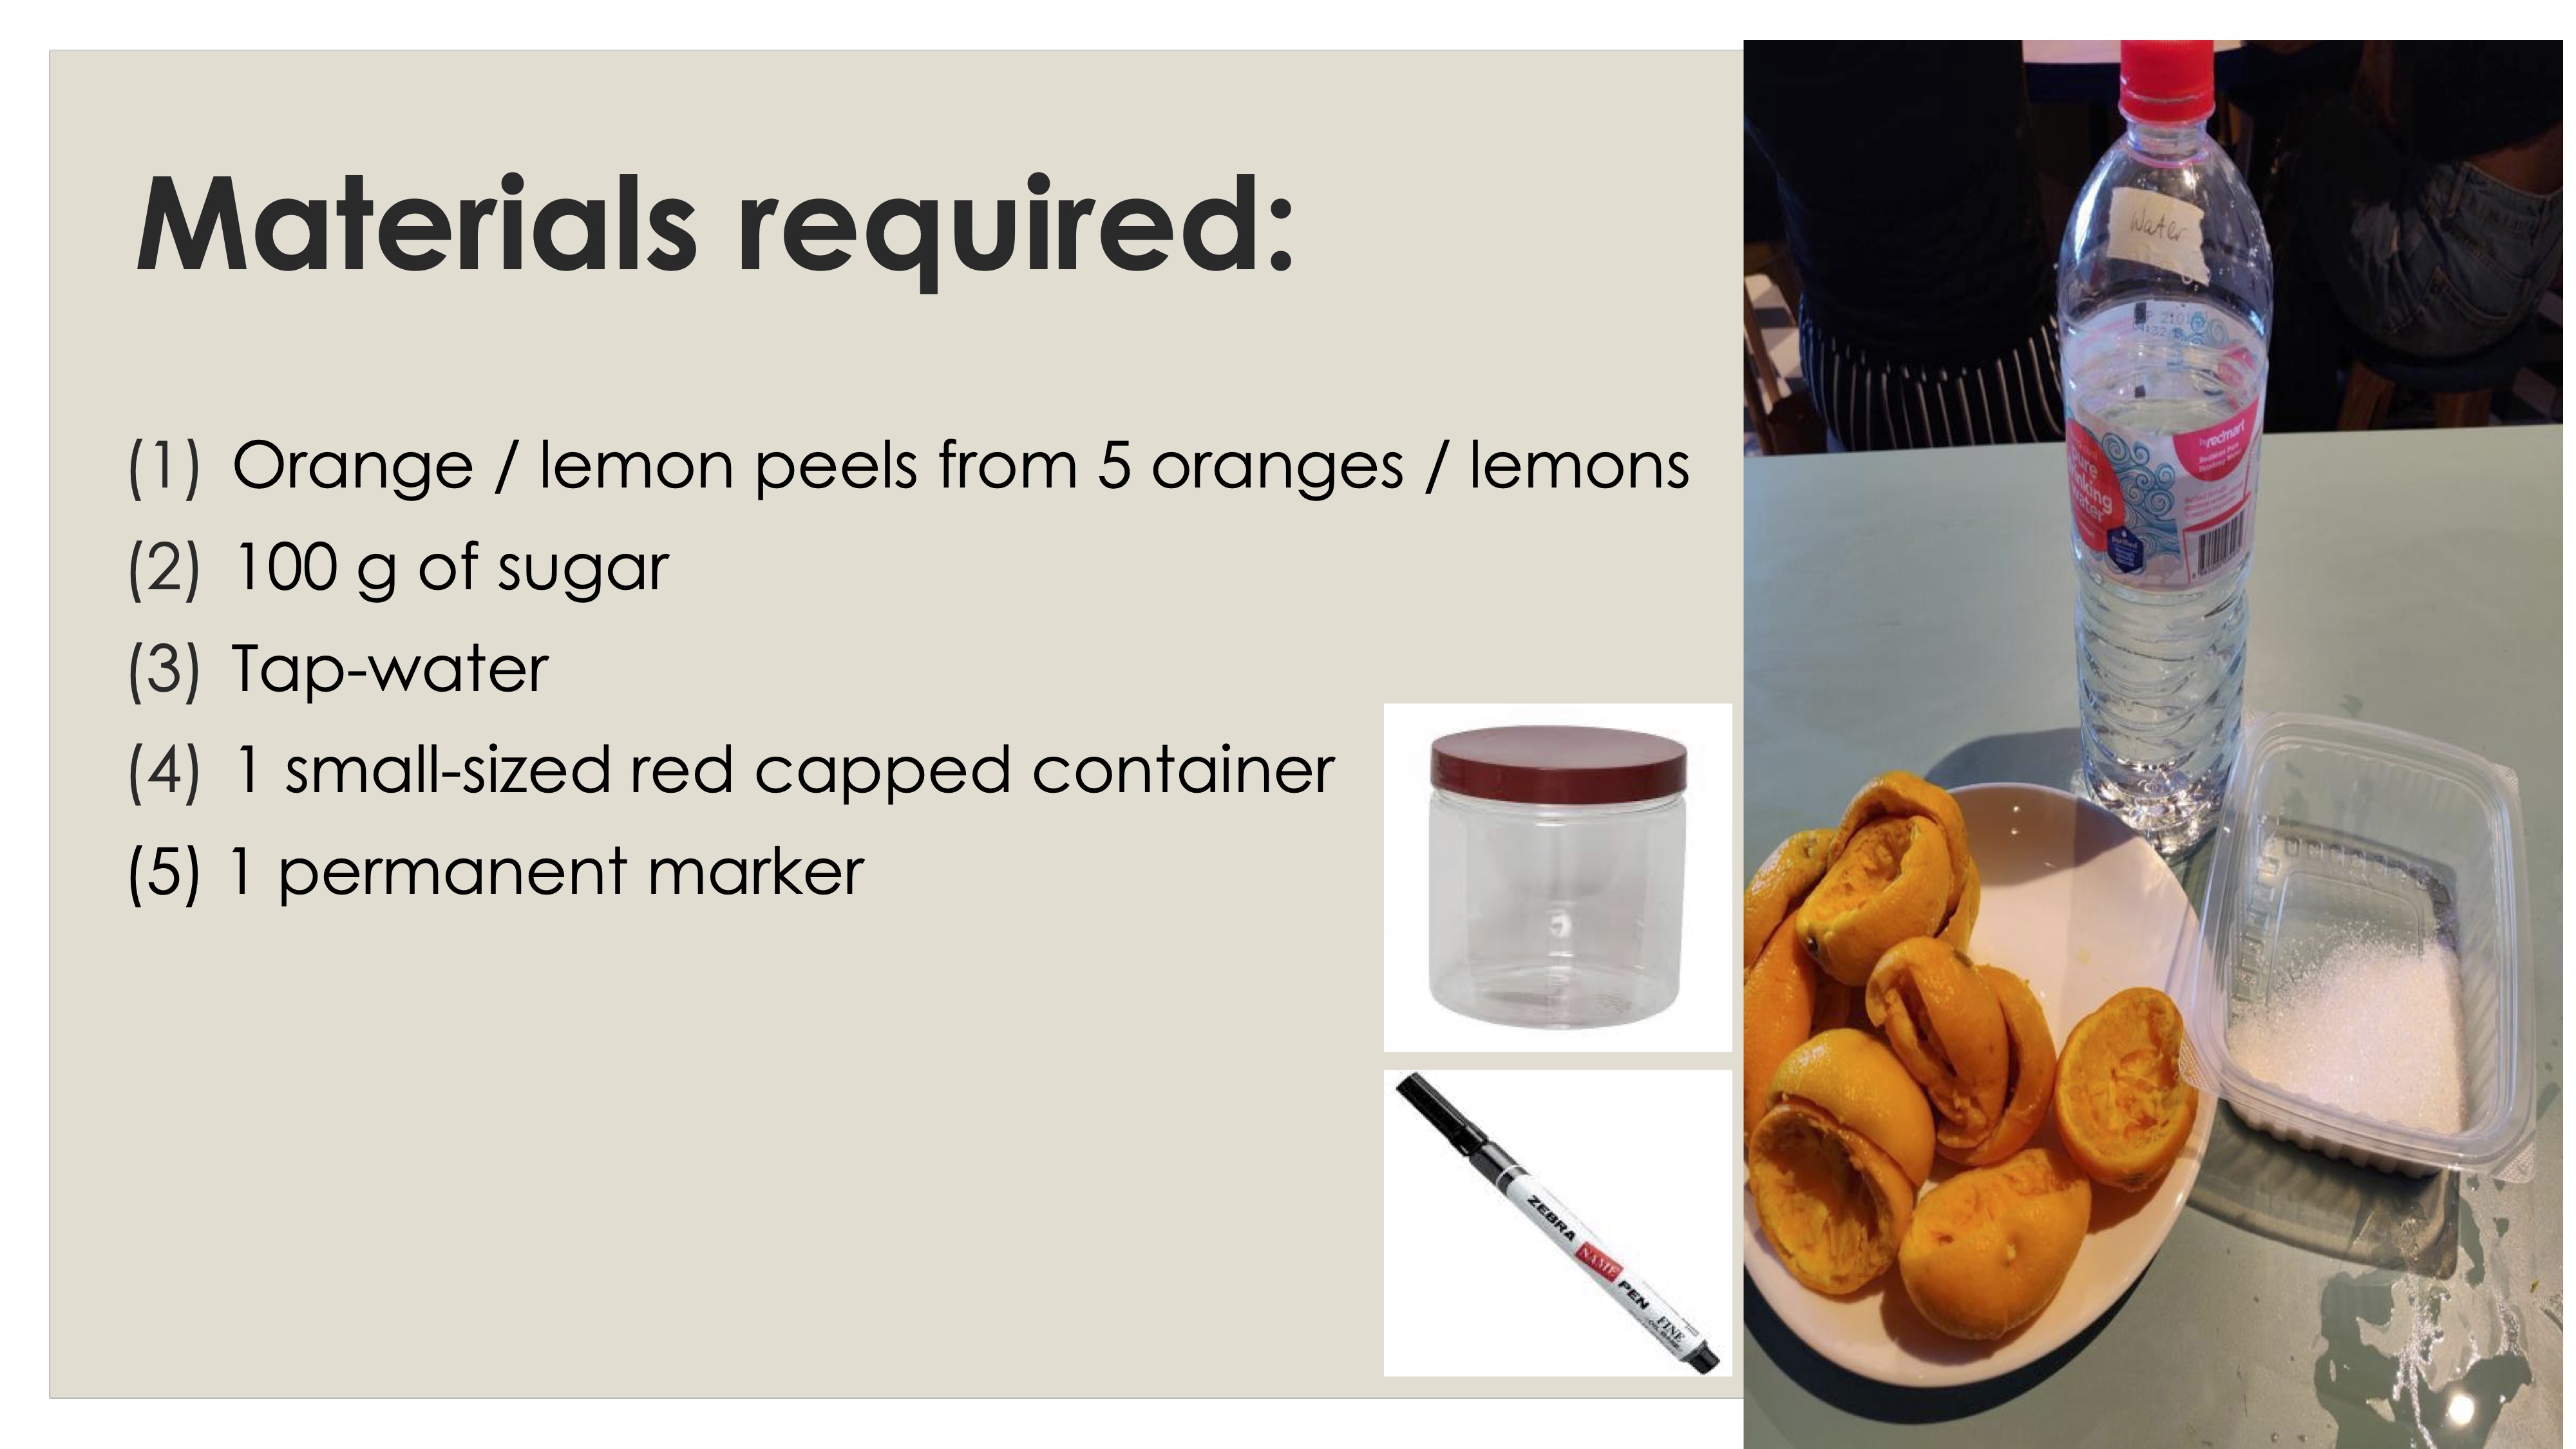 Materials required:
(1) Orange / lemon peels from 5 oranges / lemons
(2) 100 g of sugar
(3) Tap-water
(4) 1 small-sized red capped container
(5) 1 permanent marker
ZEBRA NAME PEN FINE
Water
redmart
Pure
Drinking
Water